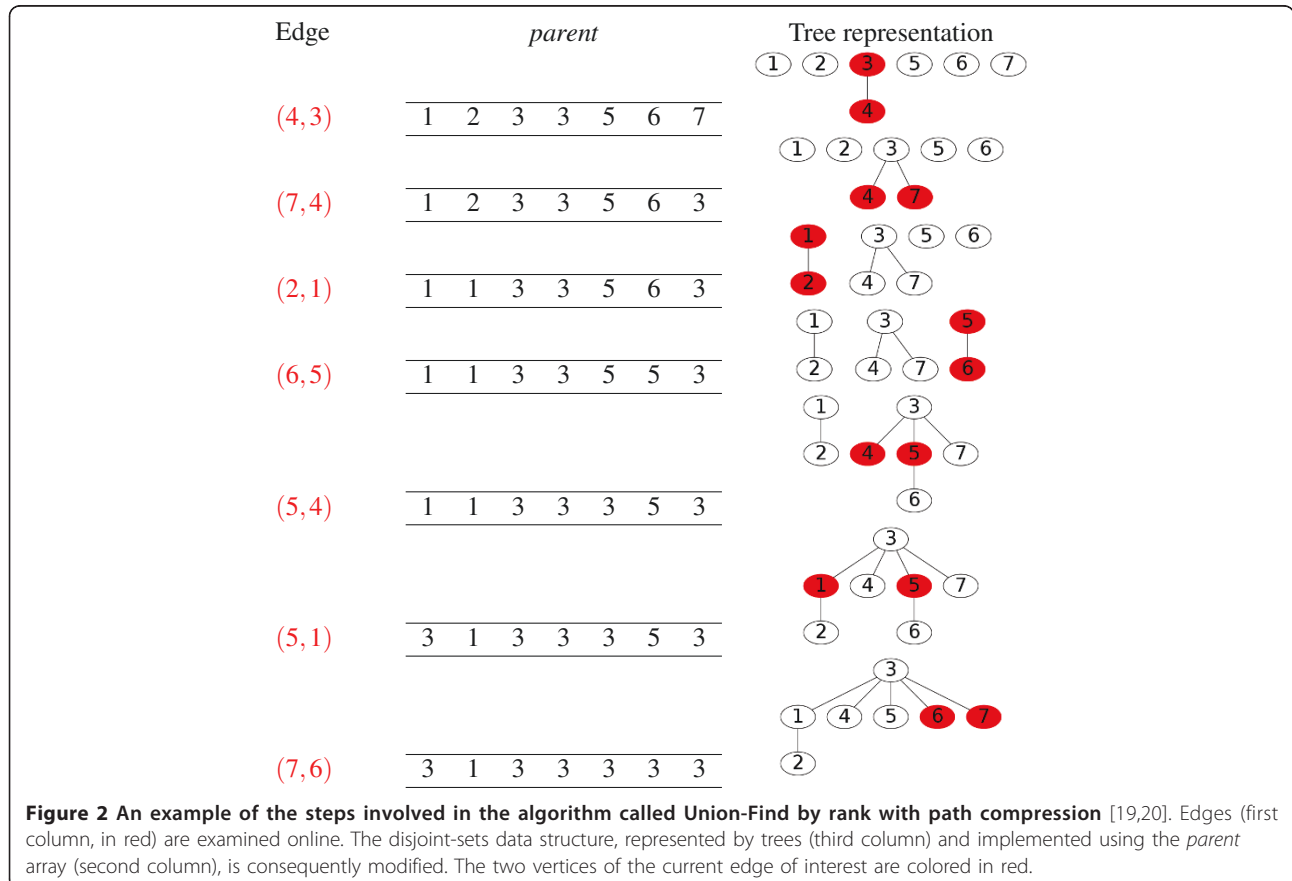 Edge parent Tree representation
1 2 3 5 6 7
4
(4,3) 1 2 3 3 5 6 7
1 2 3 5 6
4 7
(7,4) 1 2 3 3 5 6 3
1 3 5 6
2 4 7
(2,1) 1 1 3 3 5 6 3
1 3 5
2 4 7 6
(6,5) 1 1 3 3 5 5 3
1 3
2 4 5 7
6
(5,4) 1 1 3 3 3 5 3
3
1 4 5 7
2 6
(5,1) 3 1 3 3 3 5 3
3
1 4 5 6 7
2
(7,6) 3 1 3 3 3 3 3
Figure 2 An example of the steps involved in the algorithm called Union-Find by rank with path compression [19,20]. Edges (first
column, in red) are examined online. The disjoint-sets data structure, represented by trees (third column) and implemented using the parent
array (second column), is consequently modified. The two vertices of the current edge of interest are colored in red.